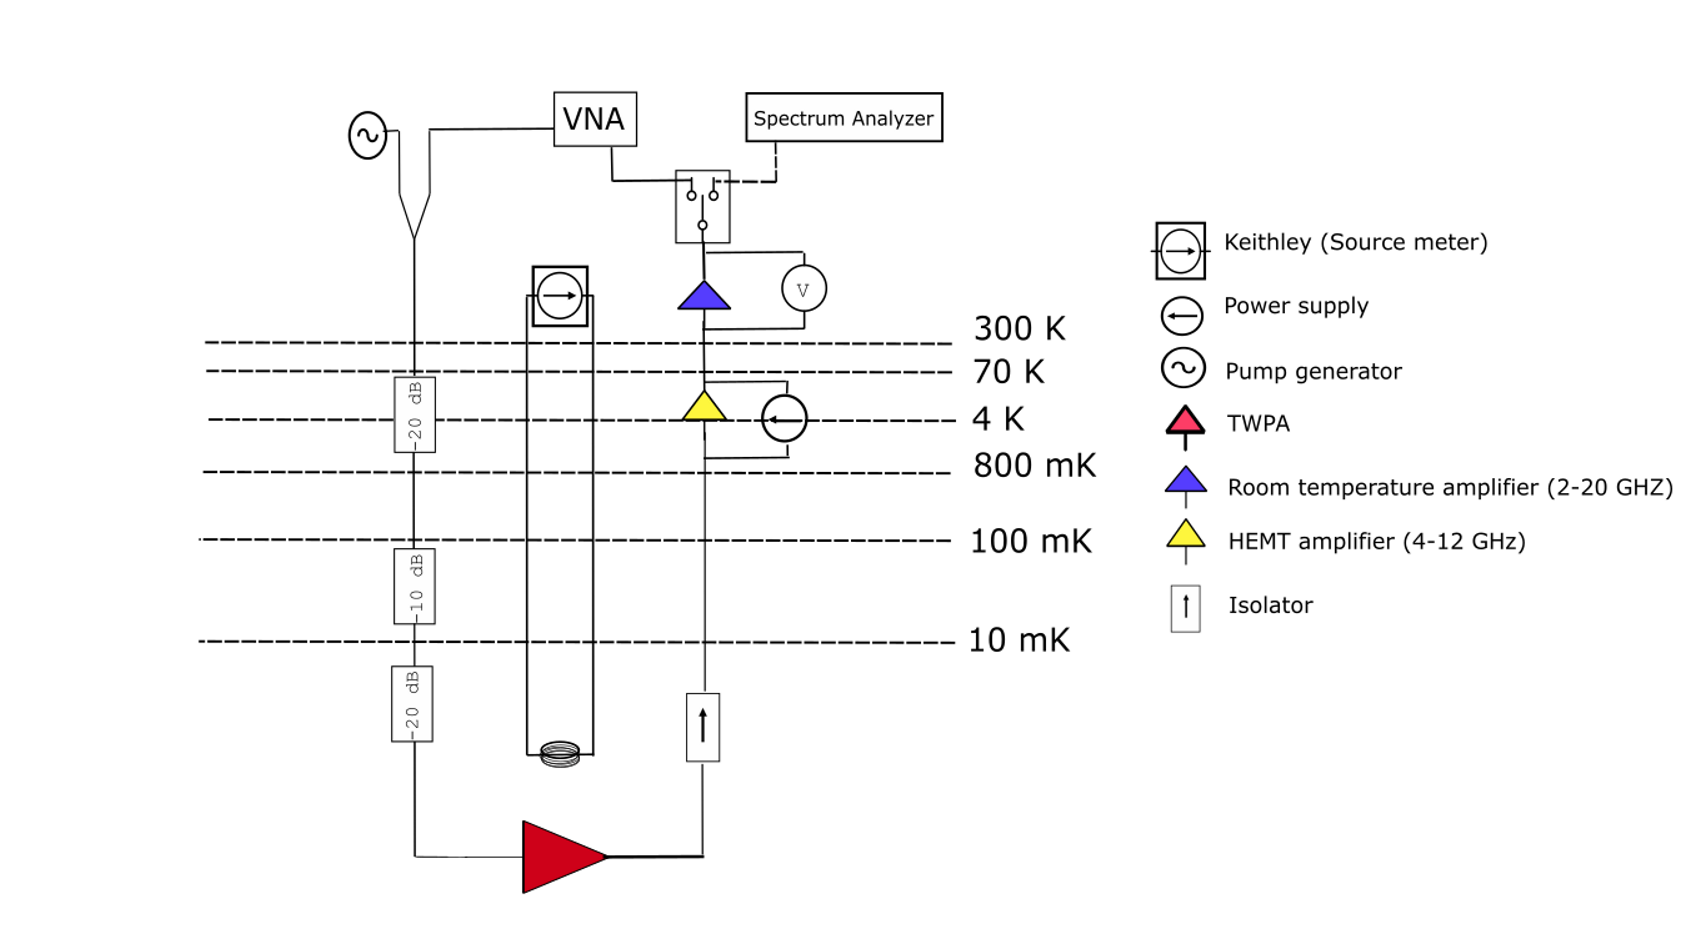 VNA
Spectrum Analyzer
V
300 K
70 K
4 K
800 mK
100 mK
10 mK
-20 dB
-10 dB
-20 dB
Keithley (Source meter)
Power supply
Pump generator
TWPA
Room temperature amplifier (2-20 GHZ)
HEMT amplifier (4-12 GHz)
Isolator